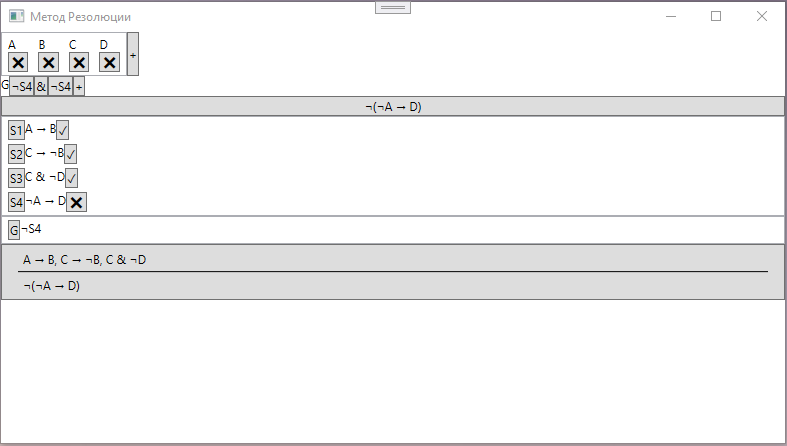 Метод Резолюции
A B C D
✕ ✕ ✕ ✕ +
G ¬S4 & ¬S4 +
¬(¬A → D)
S1 A → B ✓
S2 C → ¬B ✓
S3 C & ¬D ✓
S4 ¬A → D ✕
G ¬S4
A → B, C → ¬B, C & ¬D
¬(¬A → D)